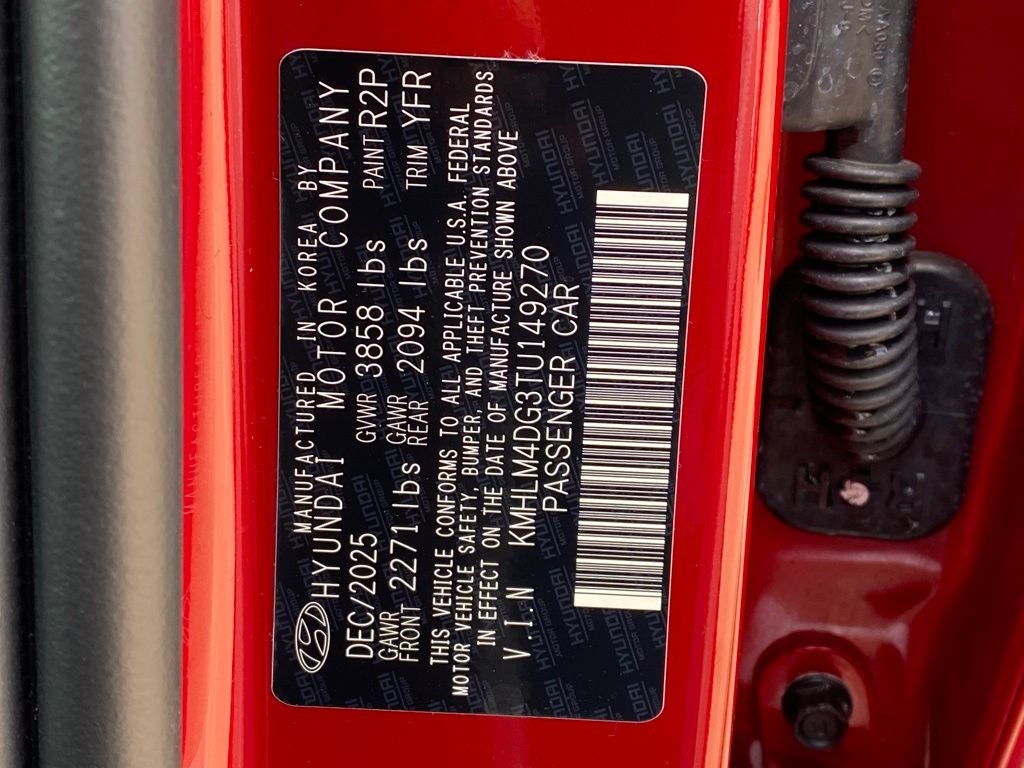 MANUFACTURED IN KOREA BY
HYUNDAI MOTOR COMPANY
DEC/2025 GVWR 3858 lbs PAINT R2P
GAWR FRONT 2271 lbs GAWR REAR 2094 lbs TRIM YFR
THIS VEHICLE CONFORMS TO ALL APPLICABLE U.S.A. FEDERAL
MOTOR VEHICLE SAFETY, BUMPER, AND THEFT PREVENTION STANDARDS
IN EFFECT ON THE DATE OF MANUFACTURE SHOWN ABOVE
V.I.N KMHLM4DG3TU149270
PASSENGER CAR